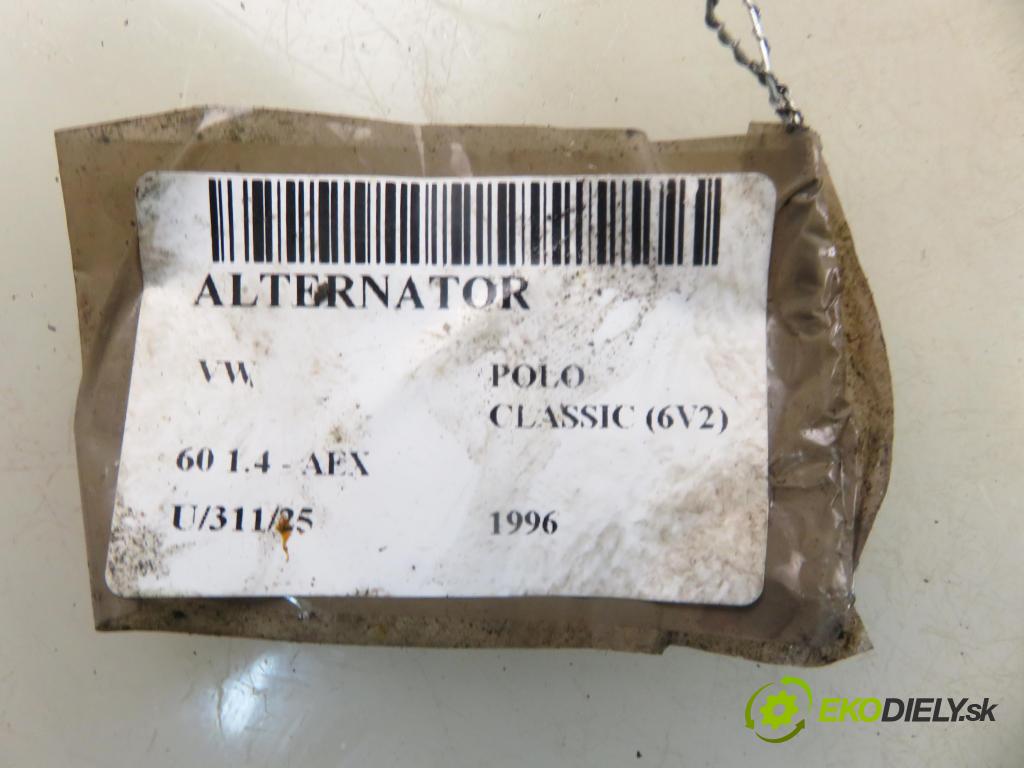 ALTERNATOR
VW
POLO
CLASSIC (6V2)
60 1.4 - AEX
U/311/25
1996
EKODIELY.sk